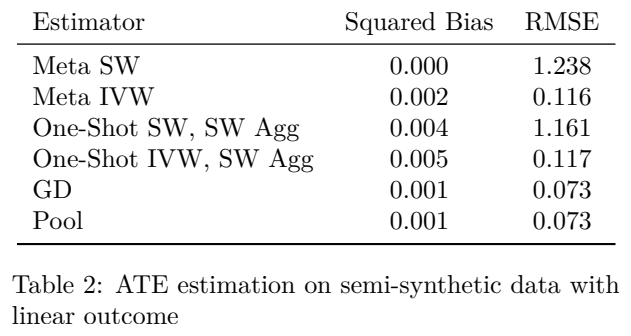 Estimator Squared Bias RMSE
Meta SW 0.000 1.238
Meta IVW 0.002 0.116
One-Shot SW, SW Agg 0.004 1.161
One-Shot IVW, SW Agg 0.005 0.117
GD 0.001 0.073
Pool 0.001 0.073
Table 2: ATE estimation on semi-synthetic data with
linear outcome